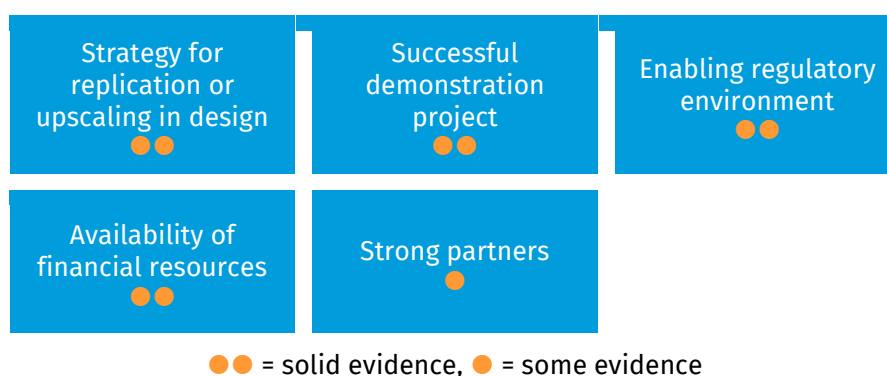 Strategy for
replication or
upscaling in design
Successful
demonstration
project
Enabling regulatory
environment
Availability of
financial resources
Strong partners
= solid evidence, = some evidence